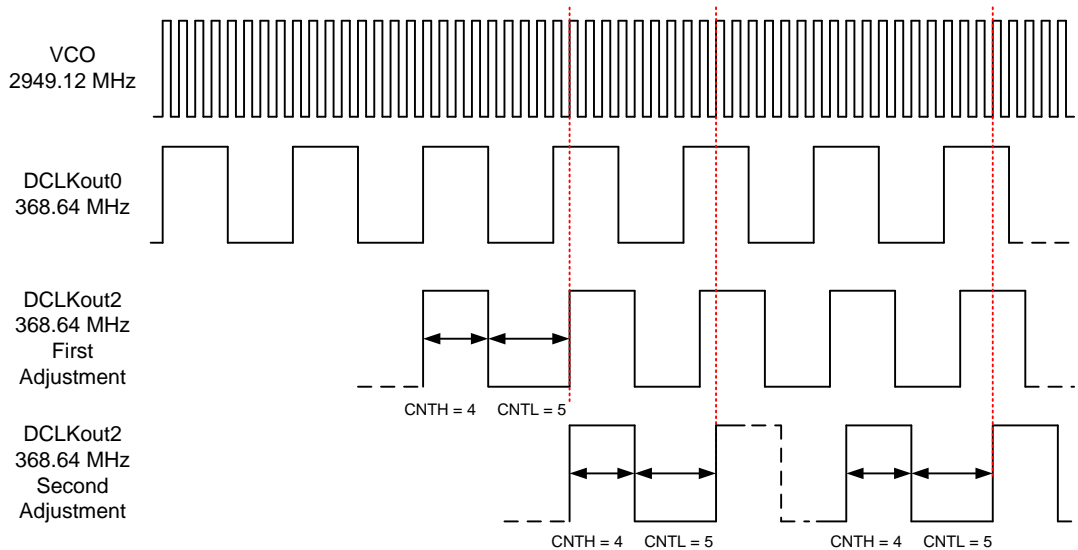 VCO
2949.12 MHz
DCLKout0
368.64 MHz
DCLKout2
368.64 MHz
First
Adjustment
CNTH = 4 CNTL = 5
DCLKout2
368.64 MHz
Second
Adjustment
CNTH = 4 CNTL = 5 CNTH = 4 CNTL = 5